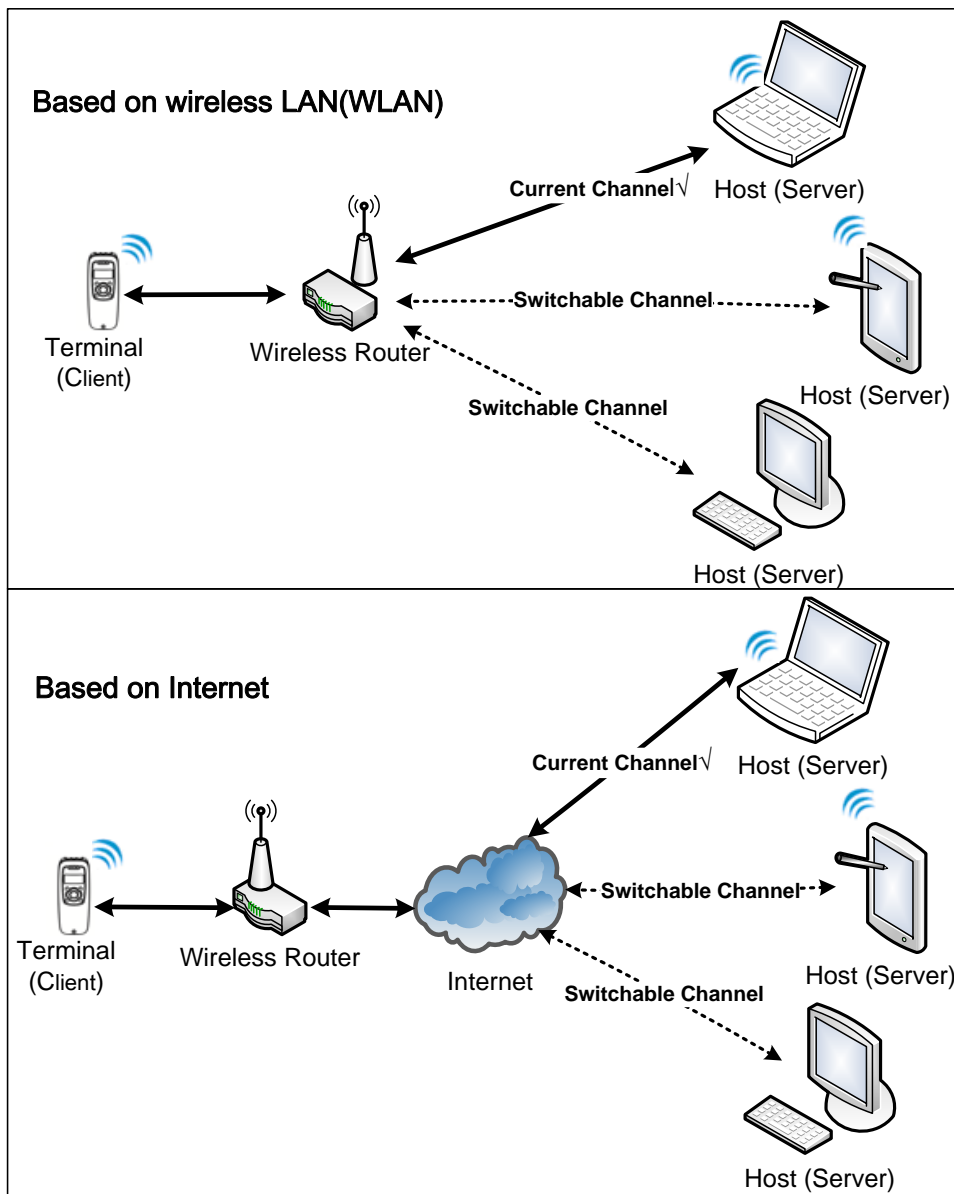 Based on wireless LAN(WLAN)
Current Channel√
Host (Server)
Switchable Channel
Terminal
(Client)
Wireless Router
Host (Server)
Switchable Channel
Host (Server)
Based on Internet
Current Channel√
Host (Server)
Switchable Channel
Terminal
(Client)
Wireless Router
Internet
Host (Server)
Switchable Channel
Host (Server)